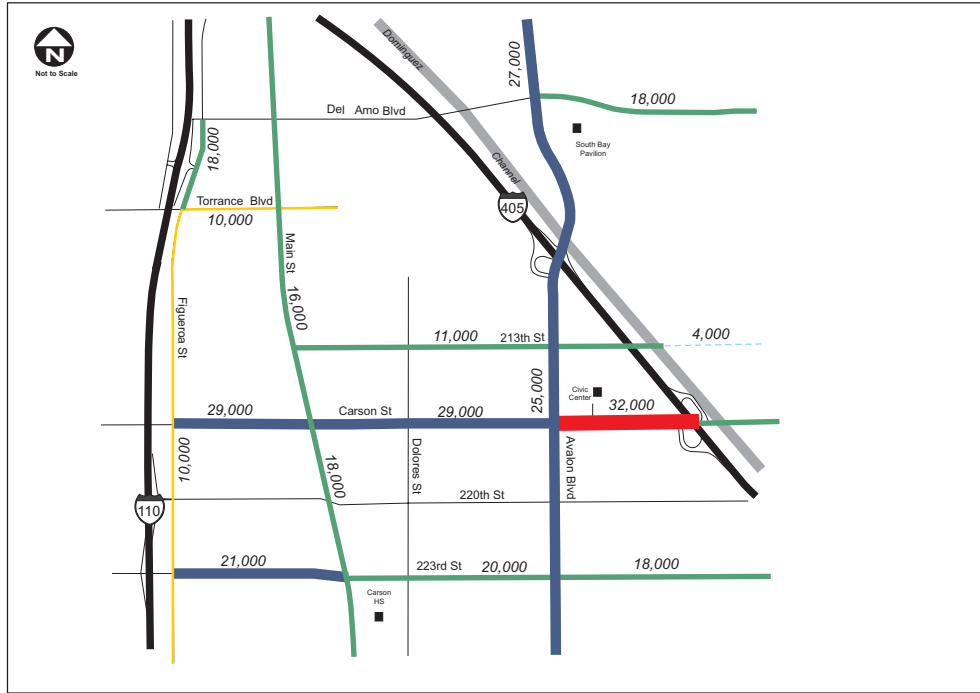 N
Not to Scale
Dominguez
27,000
18,000
Del Amo Blvd
South Bay
Pavilion
18,000
Channel
Torrance Blvd
10,000
405
Main St
16,000
Figueroa St
11,000
213th St
4,000
Civic
Center
25,000
32,000
29,000
Carson St
29,000
10,000
18,000
Dolores St
Avalon Blvd
220th St
110
21,000
223rd St
20,000
18,000
Carson
HS